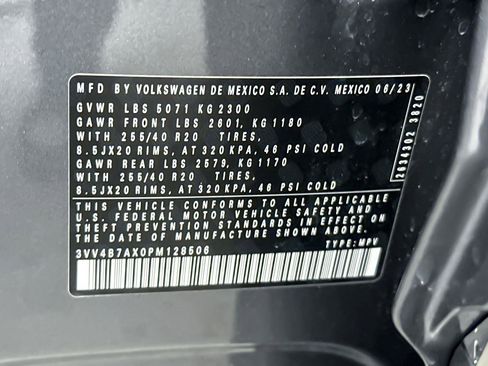 MFD BY VOLKSWAGEN DE MEXICO S.A. DE C.V. MEXICO 06/23
GVWR LBS 5071 KG 2300
GAWR FRONT LBS 2601, KG 1180
WITH 255/40 R20 TIRES,
8.5JX20 RIMS, AT 320 KPA, 46 PSI COLD
GAWR REAR LBS 2579, KG 1170
WITH 255/40 R20 TIRES,
8.5JX20 RIMS, AT 320 KPA, 46 PSI COLD
THIS VEHICLE CONFORMS TO ALL APPLICABLE
U.S. FEDERAL MOTOR VEHICLE SAFETY AND
THEFT PREVENTION STANDARDS IN EFFECT ON
THE DATE OF MANUFACTURE SHOWN ABOVE.
3VV4B7AX0PM128506
TYPE: MPV
2634302 3820